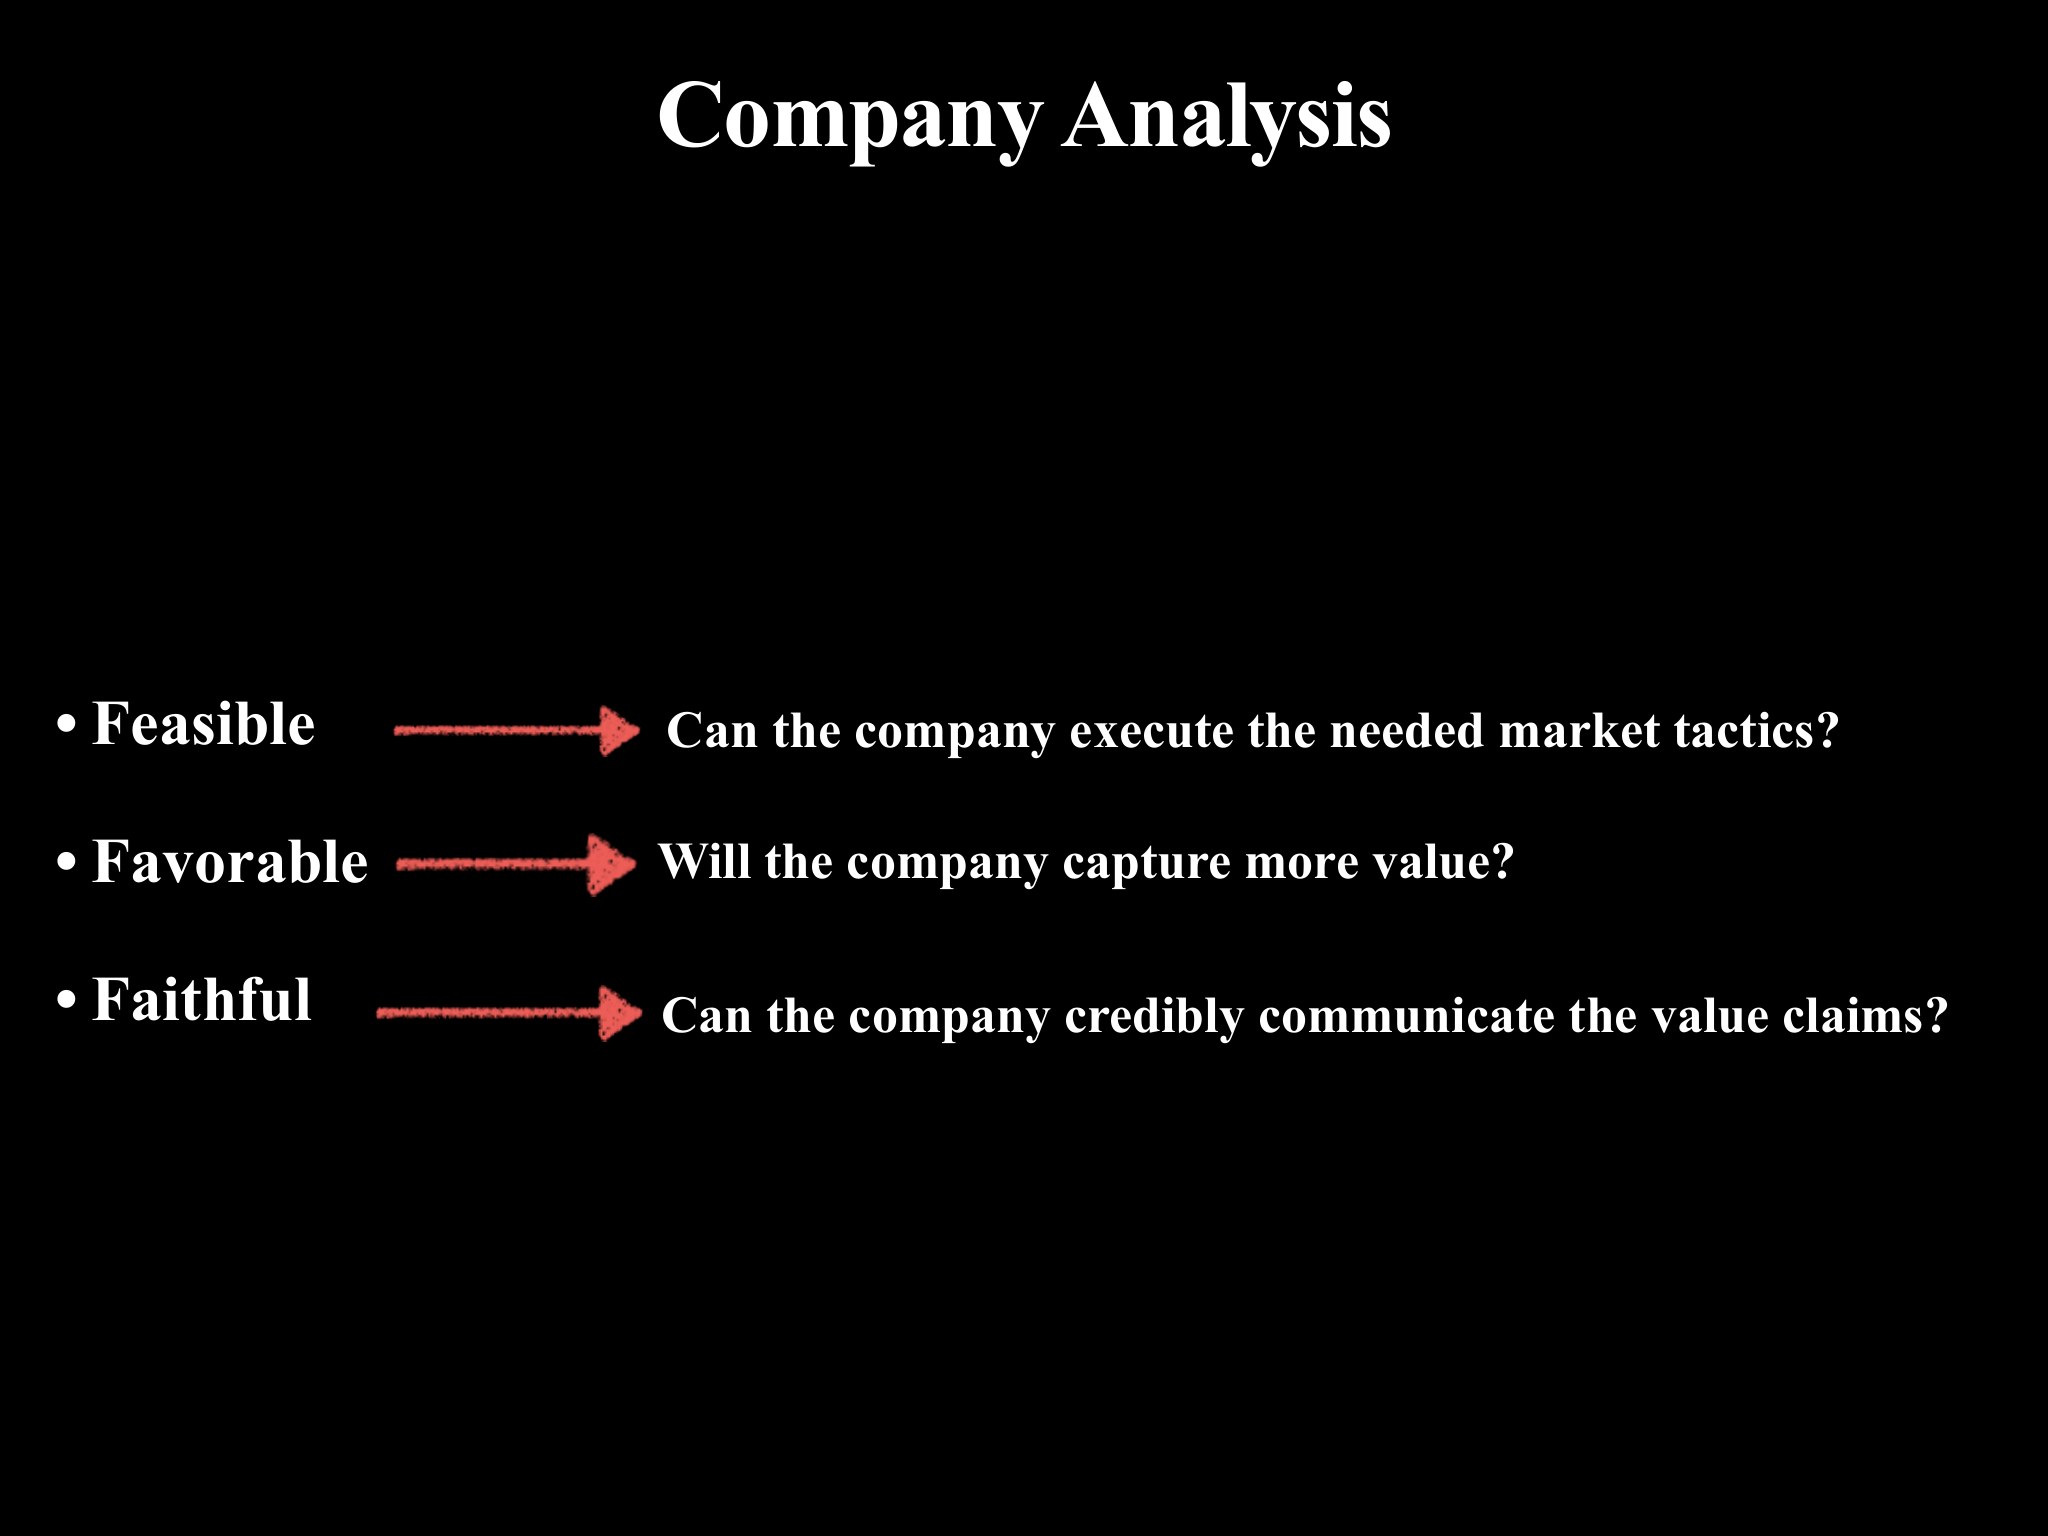 Company Analysis
• Feasible Can the company execute the needed market tactics?
• Favorable Will the company capture more value?
• Faithful Can the company credibly communicate the value claims?